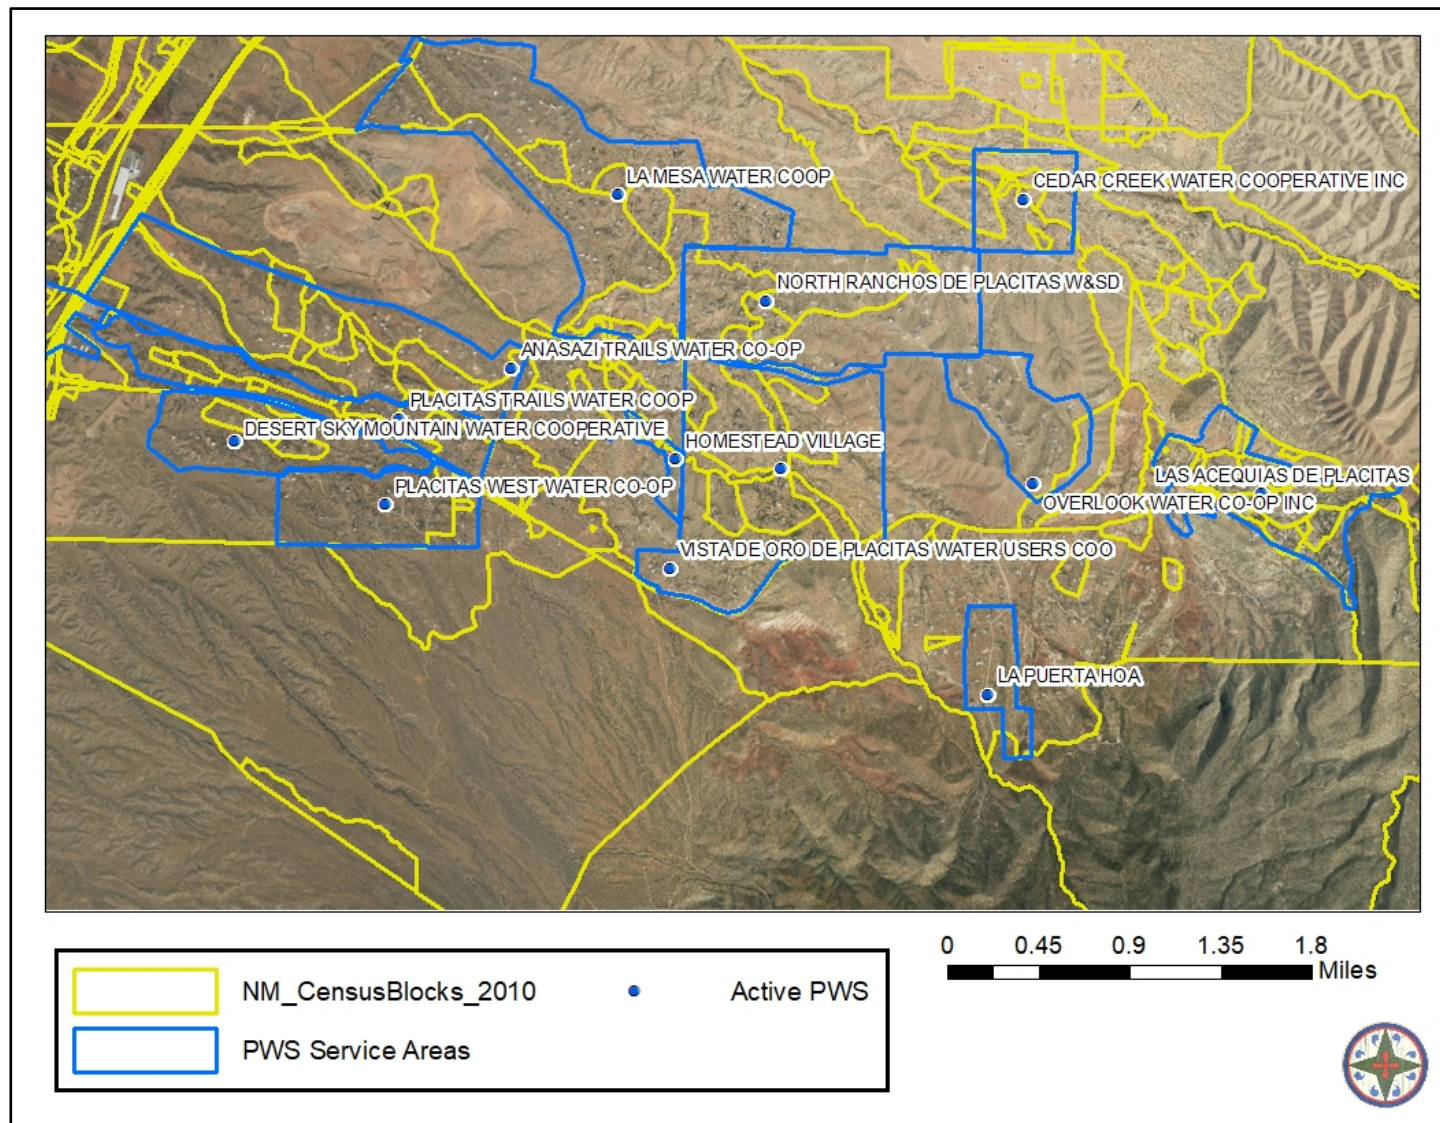 LA MESA WATER COOP
CEDAR CREEK WATER COOPERATIVE INC
NORTH RANCHOS DE PLACITAS W&SD
ANASAZI TRAILS WATER CO-OP
PLACITAS TRAILS WATER COOP
DESERT SKY MOUNTAIN WATER COOPERATIVE
HOMESTEAD VILLAGE
LAS ACEQUIAS DE PLACITAS
PLACITAS WEST WATER CO-OP
OVERLOOK WATER CO-OP INC
VISTA DE ORO DE PLACITAS WATER USERS COO
LA PUERTA HOA
0 0.45 0.9 1.35 1.8
Miles
NM_CensusBlocks_2010
Active PWS
PWS Service Areas